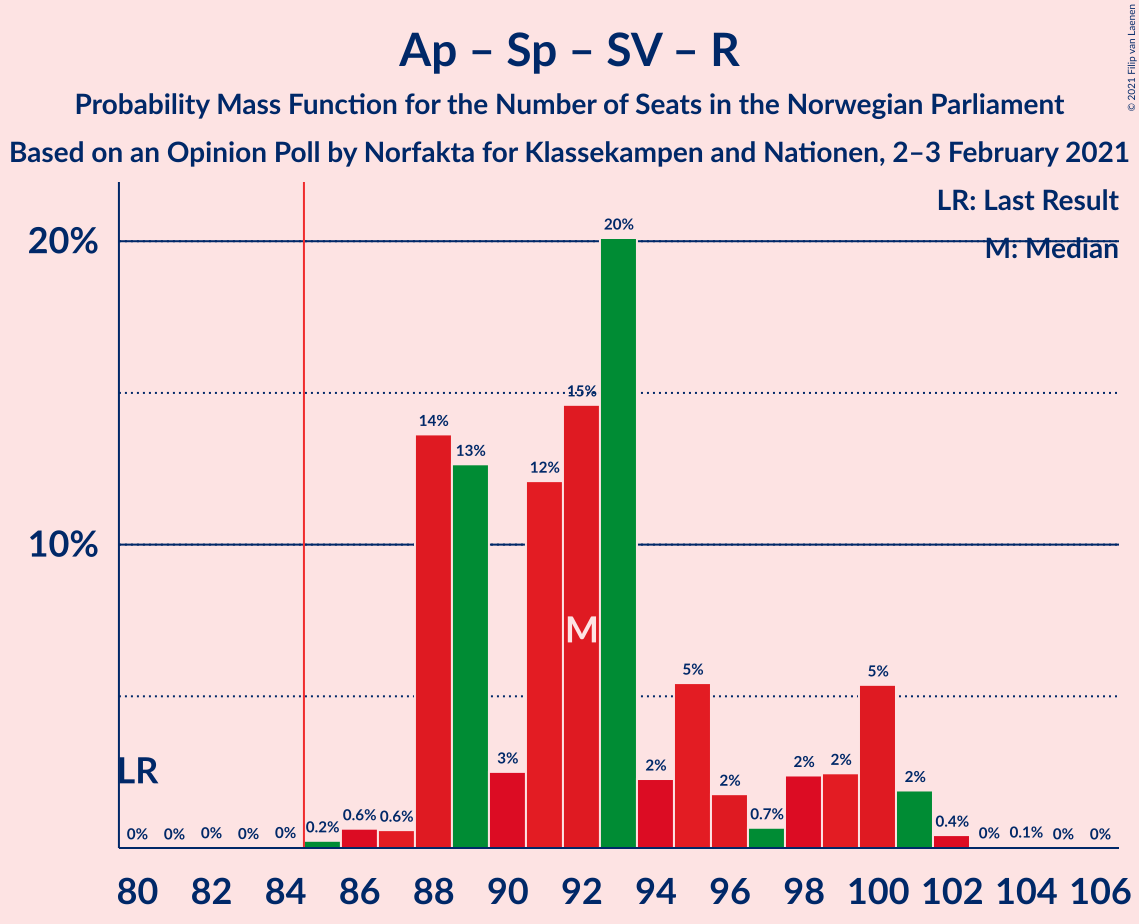 Ap – Sp – SV – R
Probability Mass Function for the Number of Seats in the Norwegian Parliament
Based on an Opinion Poll by Norfakta for Klassekampen and Nationen, 2–3 February 2021
© 2021 Filip van Laenen
LR: Last Result
M: Median
20%
10%
LR
M
0% 0% 0% 0% 0% 0.2% 0.6% 0.6% 14% 13% 3% 12% 15% 20% 2% 5% 2% 0.7% 2% 2% 5% 2% 0.4% 0% 0.1% 0% 0%
80 82 84 86 88 90 92 94 96 98 100 102 104 106